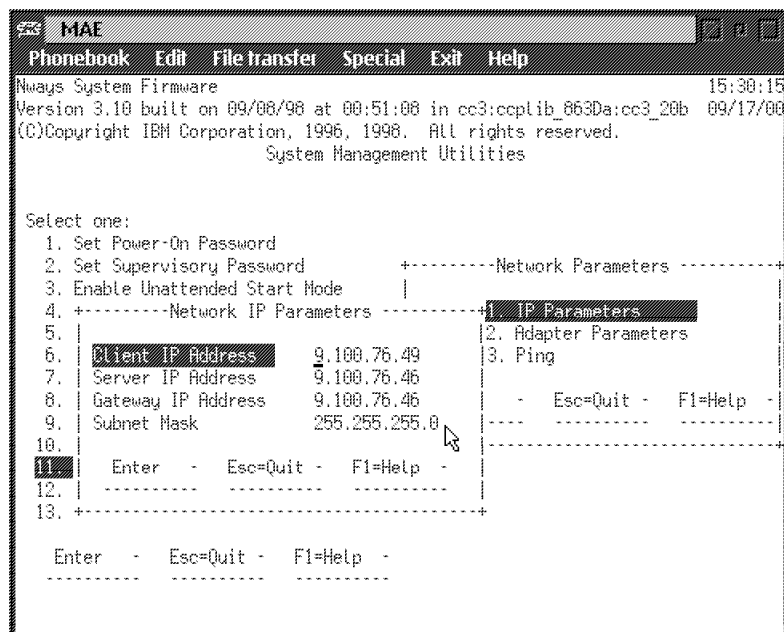 MAE
Phonebook Edit File transfer Special Exit Help
Nways System Firmware 15:30:15
Version 3.10 built on 09/08/98 at 00:51:08 in cc3:ccplib_863Da:cc3_20b 09/17/00
(C)Copyright IBM Corporation, 1996, 1998. All rights reserved.
System Management Utilities
Select one:
1. Set Power-On Password
2. Set Supervisory Password
3. Enable Unattended Start Mode
4.
5.
6.
7.
8.
9.
10.
11.
12.
13.
Network IP Parameters
Client IP Address 9.100.76.49
Server IP Address 9.100.76.46
Gateway IP Address 9.100.76.46
Subnet Mask 255.255.255.0
Enter - Esc=Quit - F1=Help -
Network Parameters
1. IP Parameters
2. Adapter Parameters
3. Ping
- Esc=Quit - F1=Help -
Enter - Esc=Quit - F1=Help -